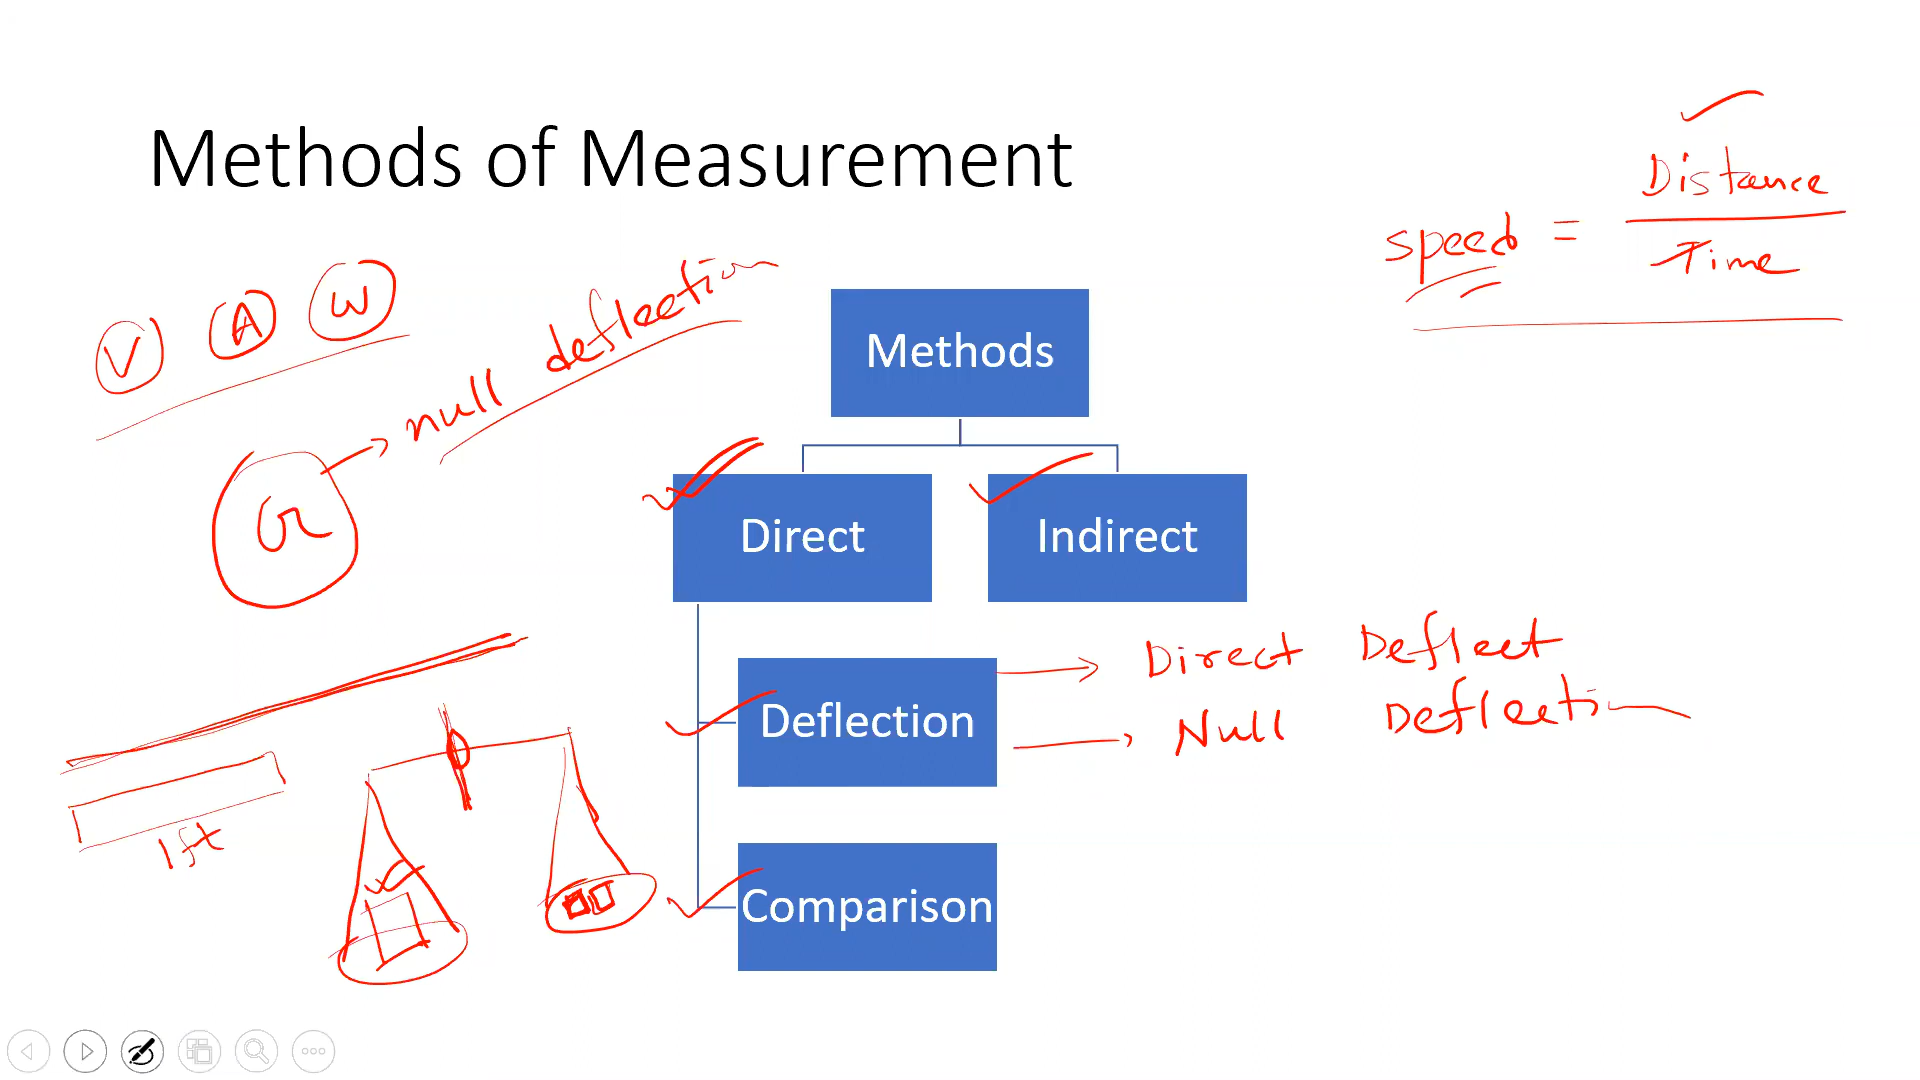 Methods of Measurement
speed = Distance
Time
V A W
null deflection
G
Methods
Direct
Indirect
Deflection
Direct Deflect
Null Deflection
1ft
Comparison